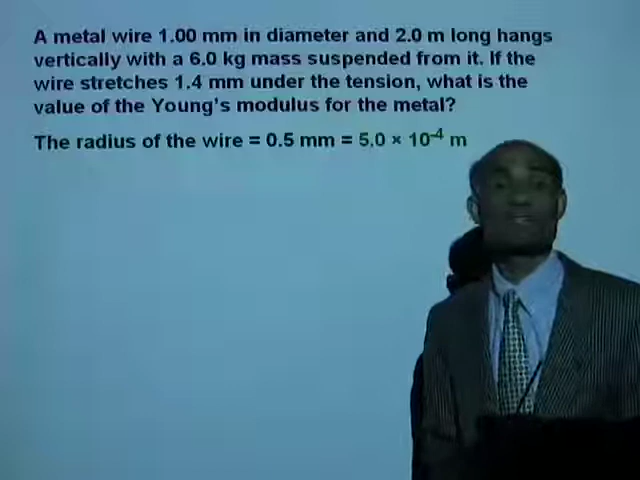 A metal wire 1.00 mm in diameter and 2.0 m long hangs
vertically with a 6.0 kg mass suspended from it. If the
wire stretches 1.4 mm under the tension, what is the
value of the Young's modulus for the metal?
The radius of the wire = 0.5 mm = 5.0 × 10⁻⁴ m